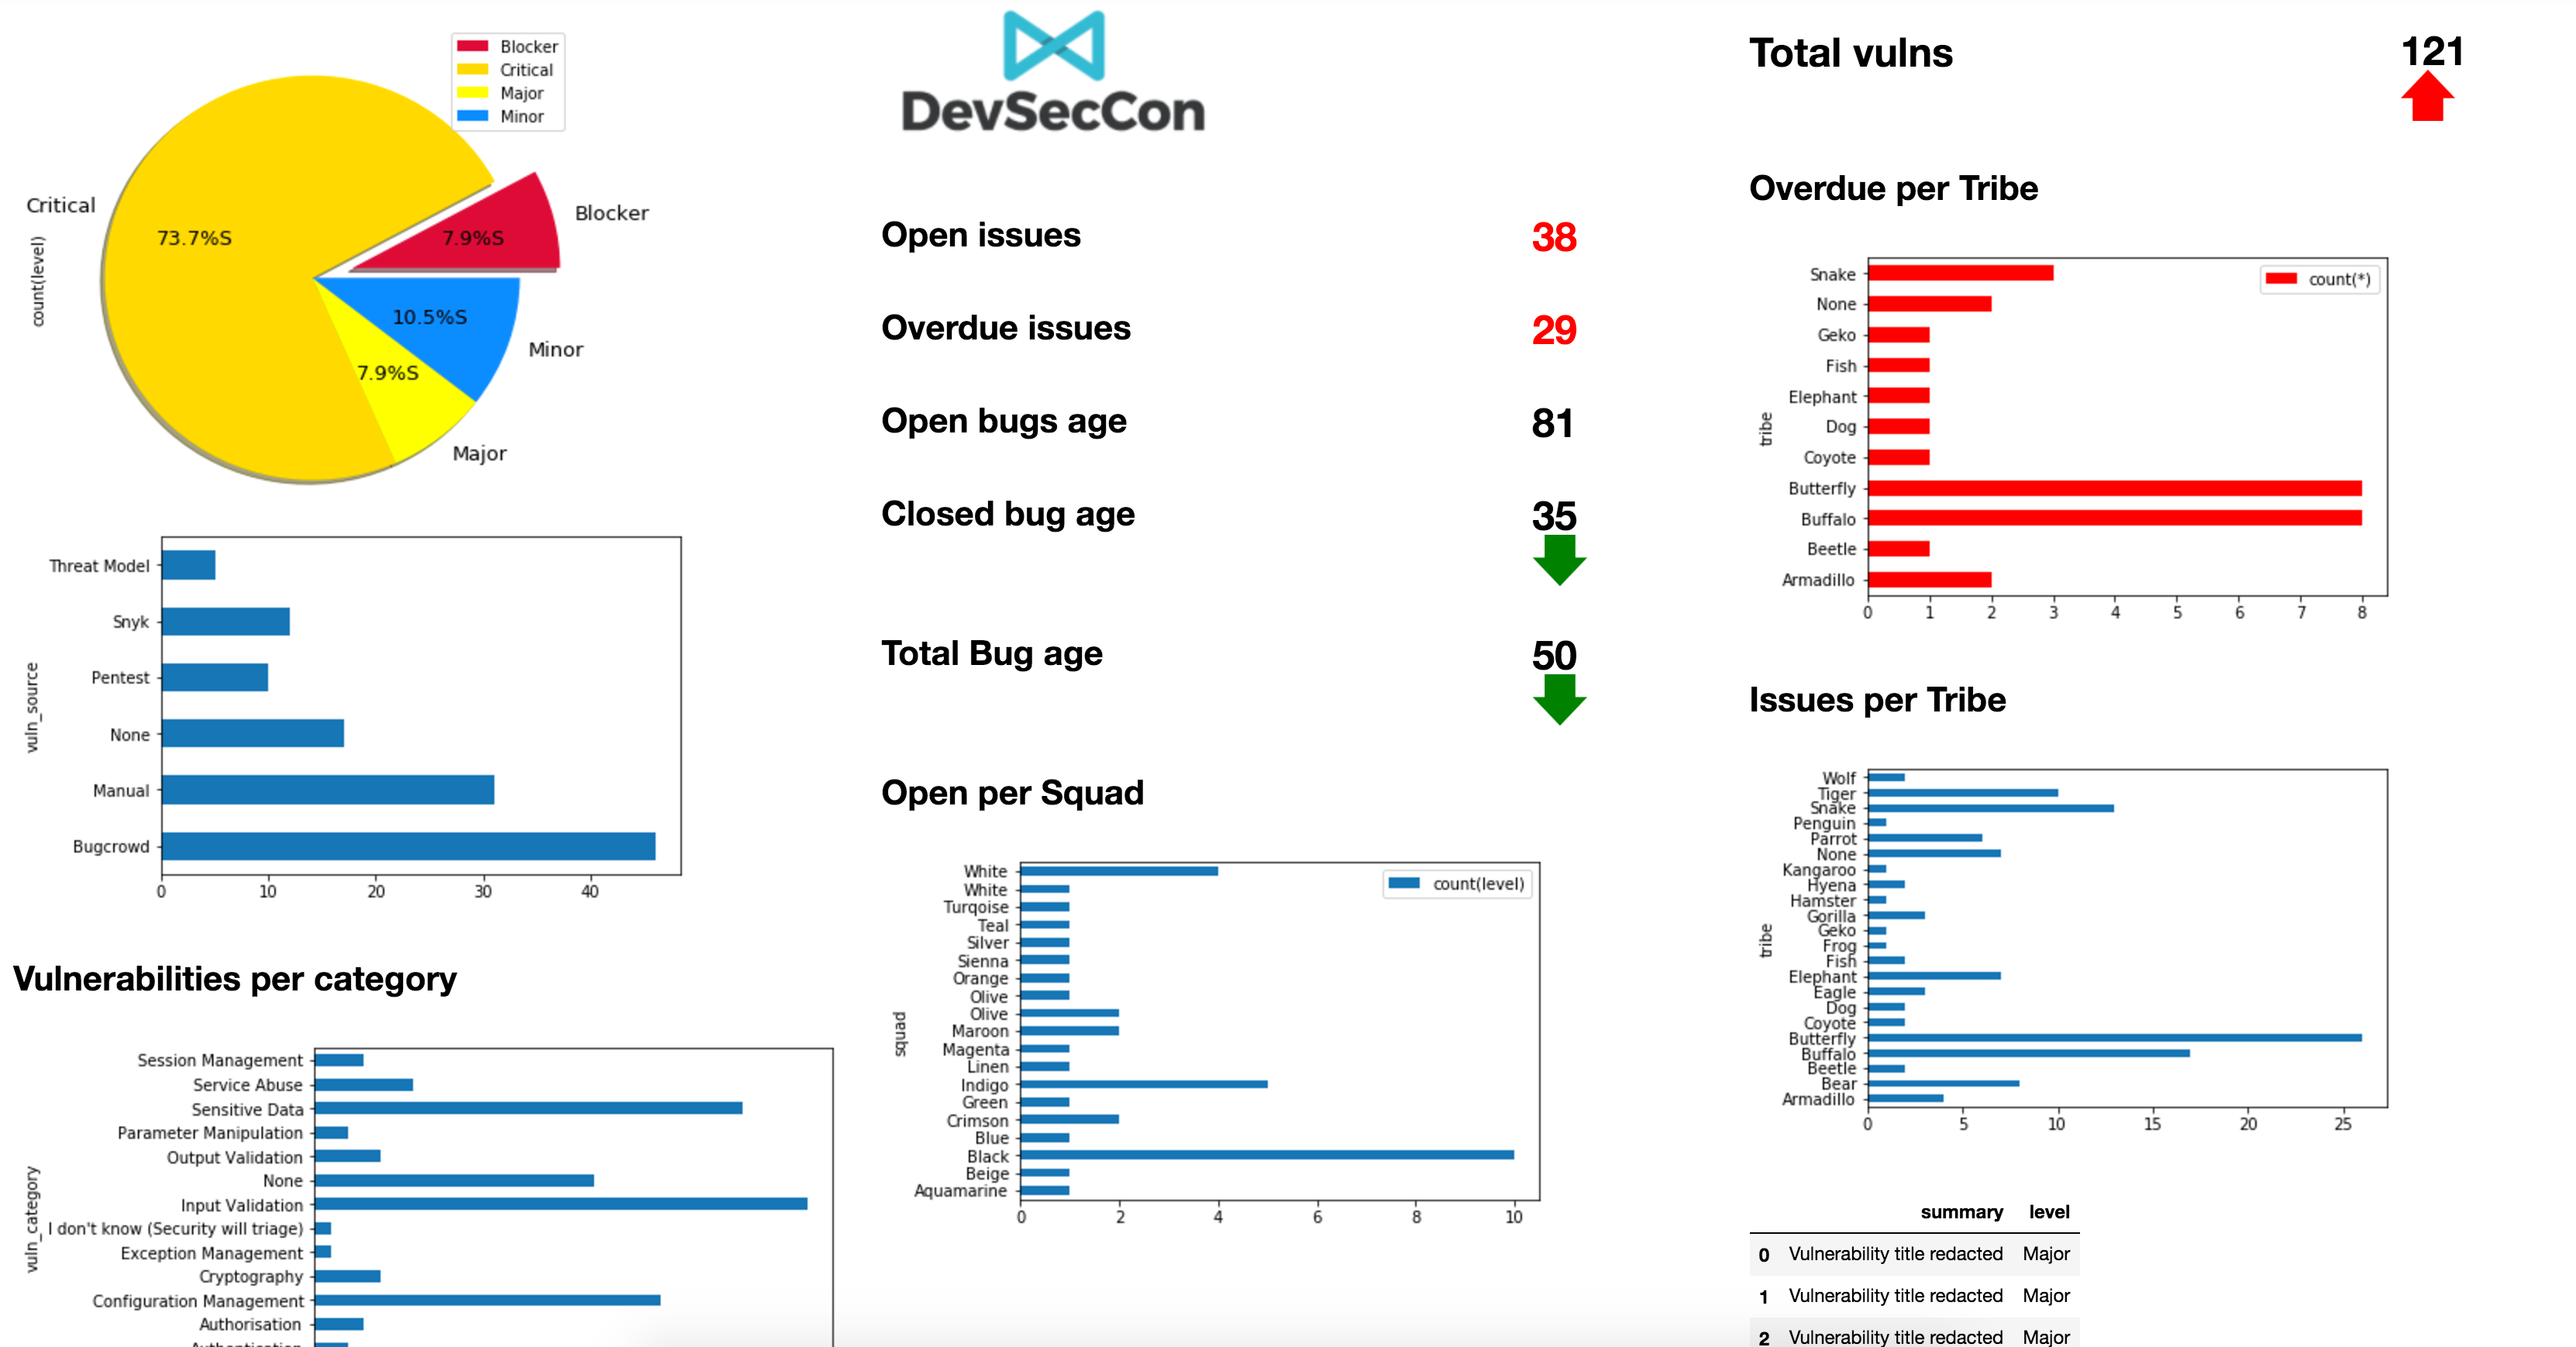 Blocker
Critical
Major
Minor
Critical
Blocker
Minor
Major
73.7%S
7.9%S
10.5%S
7.9%S
count(level)
Threat Model
Snyk
Pentest
None
Manual
Bugcrowd
vuln_source
0 10 20 30 40
Vulnerabilities per category
Session Management
Service Abuse
Sensitive Data
Parameter Manipulation
Output Validation
None
Input Validation
I don't know (Security will triage)
Exception Management
Cryptography
Configuration Management
Authorisation
Authentication
vuln_category
DevSecCon
Open issues 38
Overdue issues 29
Open bugs age 81
Closed bug age 35
Total Bug age 50
Open per Squad
count(level)
White
White
Turqoise
Teal
Silver
Sienna
Orange
Olive
Olive
Maroon
Magenta
Linen
Indigo
Green
Crimson
Blue
Black
Beige
Aquamarine
squad
0 2 4 6 8 10
Total vulns 121
Overdue per Tribe
count(*)
Snake
None
Geko
Fish
Elephant
Dog
Coyote
Butterfly
Buffalo
Beetle
Armadillo
tribe
0 1 2 3 4 5 6 7 8
Issues per Tribe
Wolf
Tiger
Snake
Penguin
Parrot
None
Kangaroo
Hyena
Hamster
Gorilla
Geko
Frog
Fish
Elephant
Eagle
Dog
Coyote
Butterfly
Buffalo
Beetle
Bear
Armadillo
tribe
0 5 10 15 20 25
summary level
0 Vulnerability title redacted Major
1 Vulnerability title redacted Major
2 Vulnerability title redacted Major